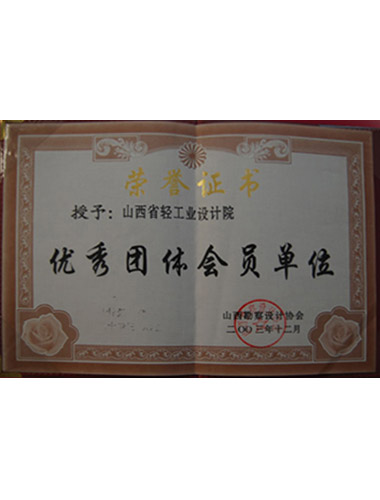 荣誉证书
授予：山西省轻工业设计院
优秀团体会员单位
山西勘察设计协会
二〇〇三年十二月